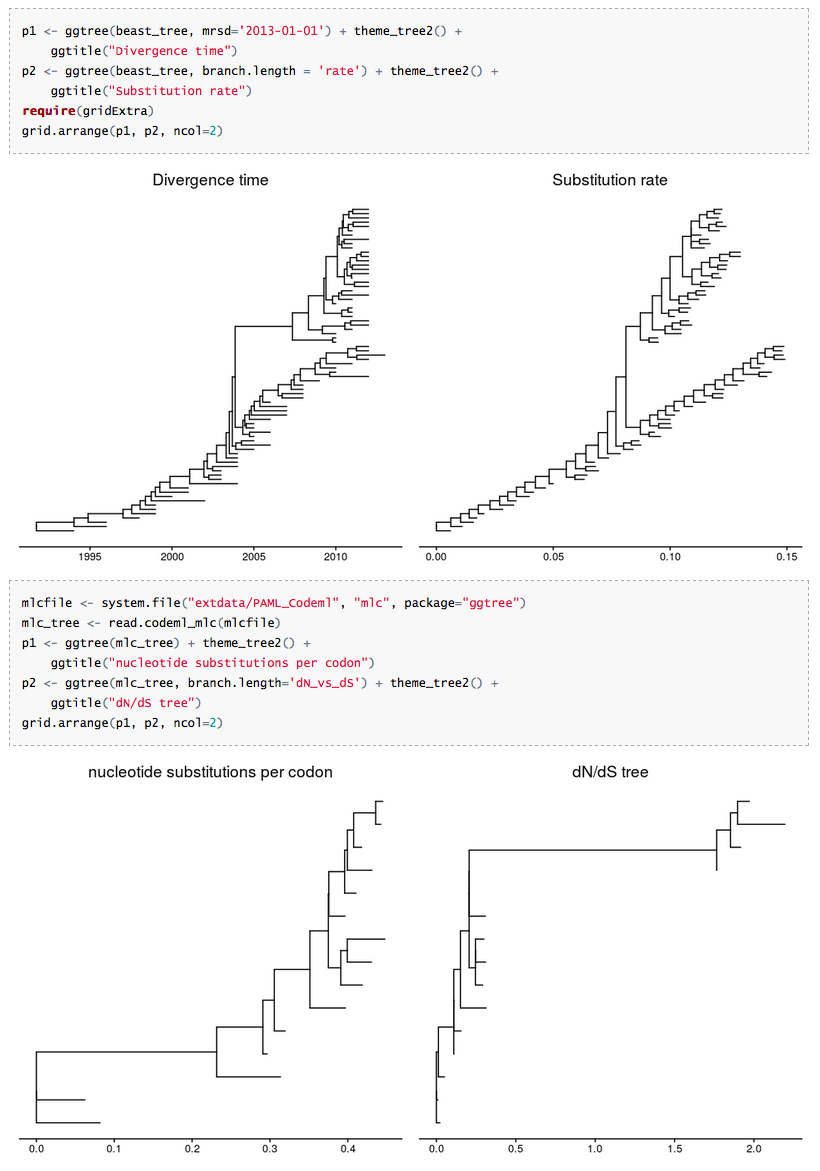 p1 <- ggtree(beast_tree, mrsd='2013-01-01') + theme_tree2() +
    ggtitle("Divergence time")
p2 <- ggtree(beast_tree, branch.length = 'rate') + theme_tree2() +
    ggtitle("Substitution rate")
require(gridExtra)
grid.arrange(p1, p2, ncol=2)
Divergence time Substitution rate
1995 2000 2005 2010 0.00 0.05 0.10 0.15
mlcfile <- system.file("extdata/PAML_Codeml", "mlc", package="ggtree")
mlc_tree <- read.codeml_mlc(mlcfile)
p1 <- ggtree(mlc_tree) + theme_tree2() +
    ggtitle("nucleotide substitutions per codon")
p2 <- ggtree(mlc_tree, branch.length='dN_vs_dS') + theme_tree2() +
    ggtitle("dN/dS tree")
grid.arrange(p1, p2, ncol=2)
nucleotide substitutions per codon dN/dS tree
0.0 0.1 0.2 0.3 0.4 0.0 0.5 1.0 1.5 2.0